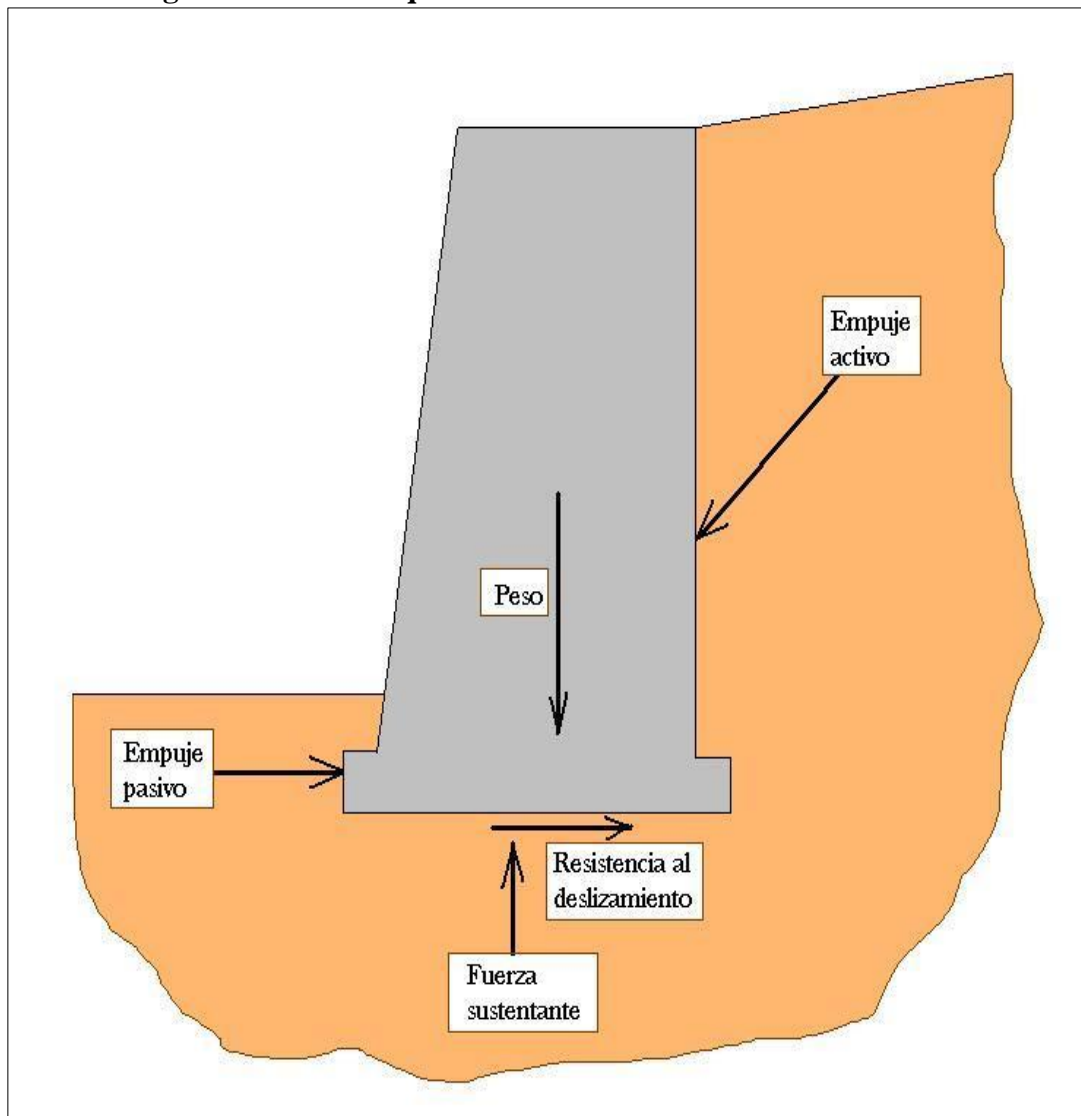 Empuje
activo
Peso
Empuje
pasivo
Resistencia al
deslizamiento
Fuerza
sustentante